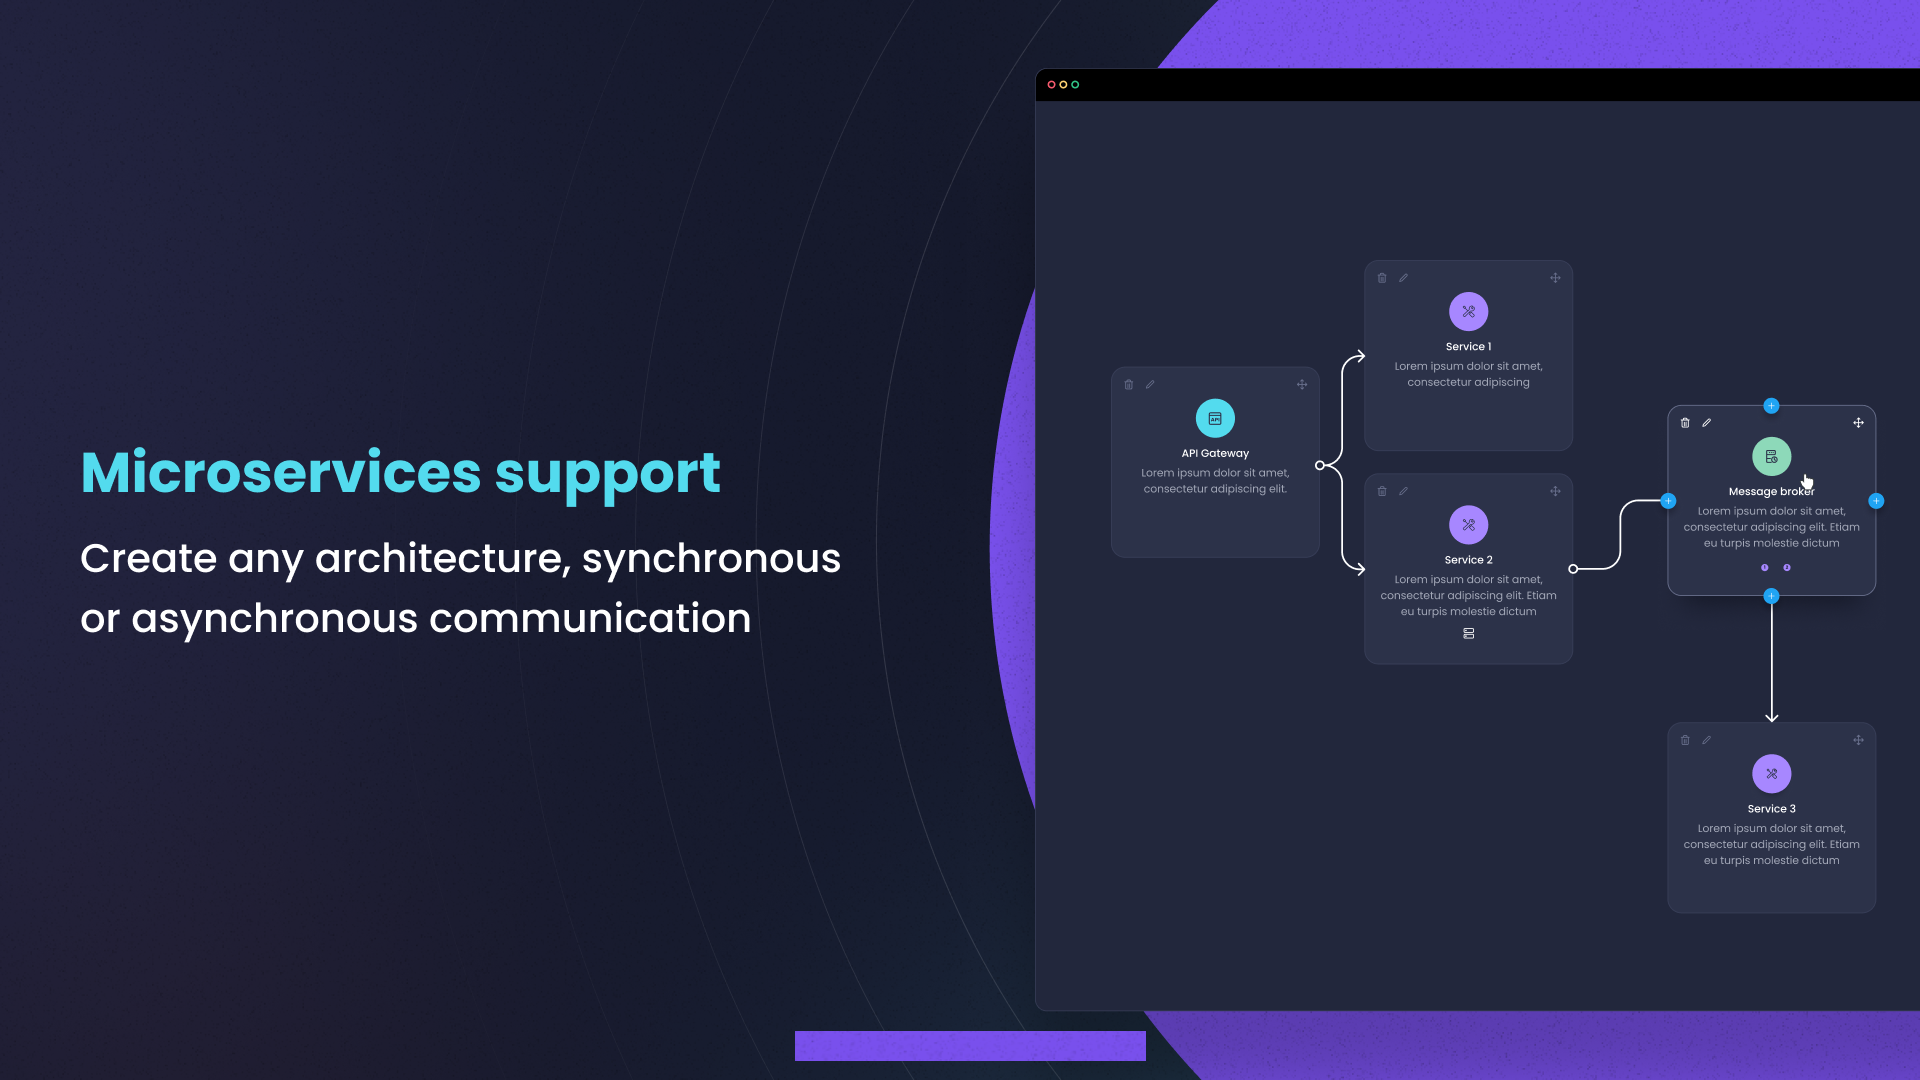 Microservices support
Create any architecture, synchronous
or asynchronous communication
API
API Gateway
Lorem ipsum dolor sit amet,
consectetur adipiscing elit.
Service 1
Lorem ipsum dolor sit amet,
consectetur adipiscing
Service 2
Lorem ipsum dolor sit amet,
consectetur adipiscing elit. Etiam
eu turpis molestie dictum
Message broker
Lorem ipsum dolor sit amet,
consectetur adipiscing elit. Etiam
eu turpis molestie dictum
Service 3
Lorem ipsum dolor sit amet,
consectetur adipiscing elit. Etiam
eu turpis molestie dictum